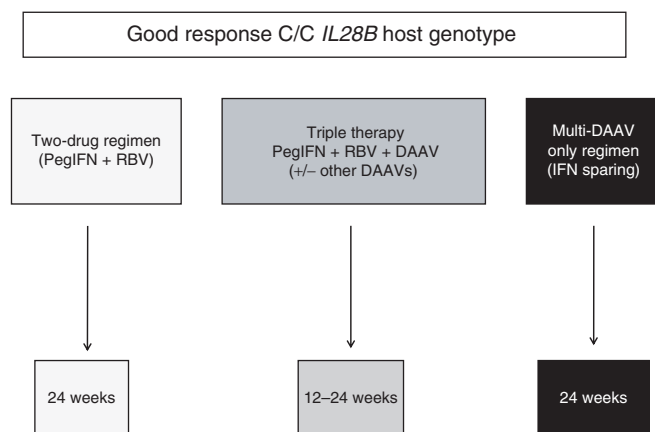 Good response C/C IL28B host genotype
Two-drug regimen
(PegIFN + RBV)
Triple therapy
PegIFN + RBV + DAAV
(+/− other DAAVs)
Multi-DAAV
only regimen
(IFN sparing)
24 weeks
12–24 weeks
24 weeks